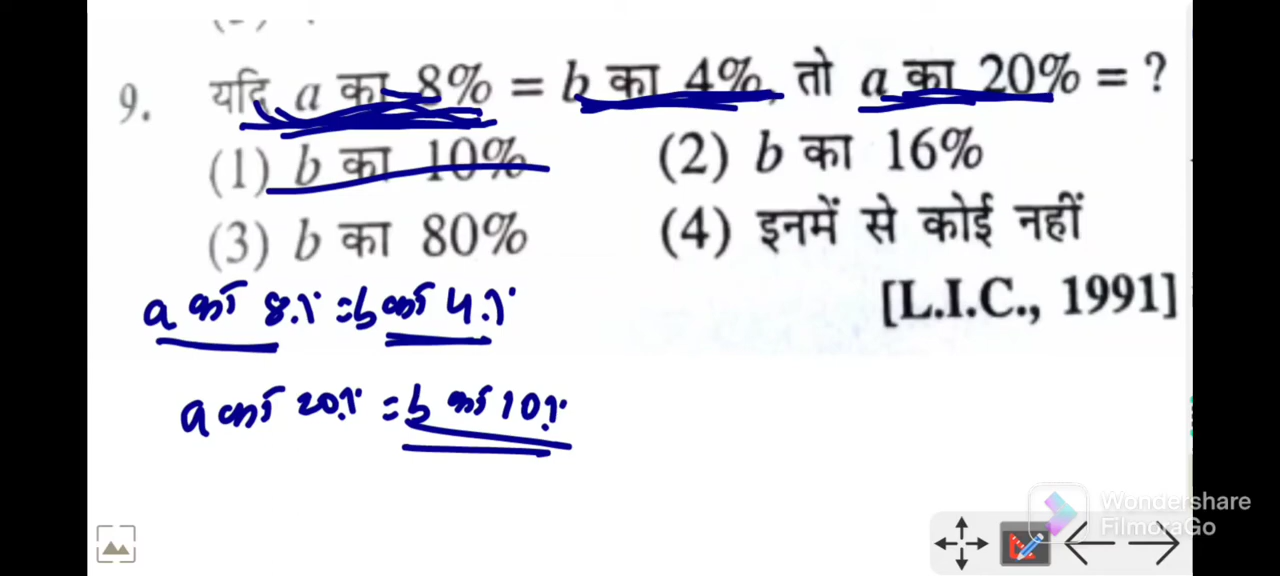 9. यदि a का 8% = b का 4%, तो a का 20% = ?
(1) b का 10% (2) b का 16%
(3) b का 80% (4) इनमें से कोई नहीं
[L.I.C., 1991]
a का 8% = b का 4%
a का 20% = b का 10%
Wondershare
FilmoraGo